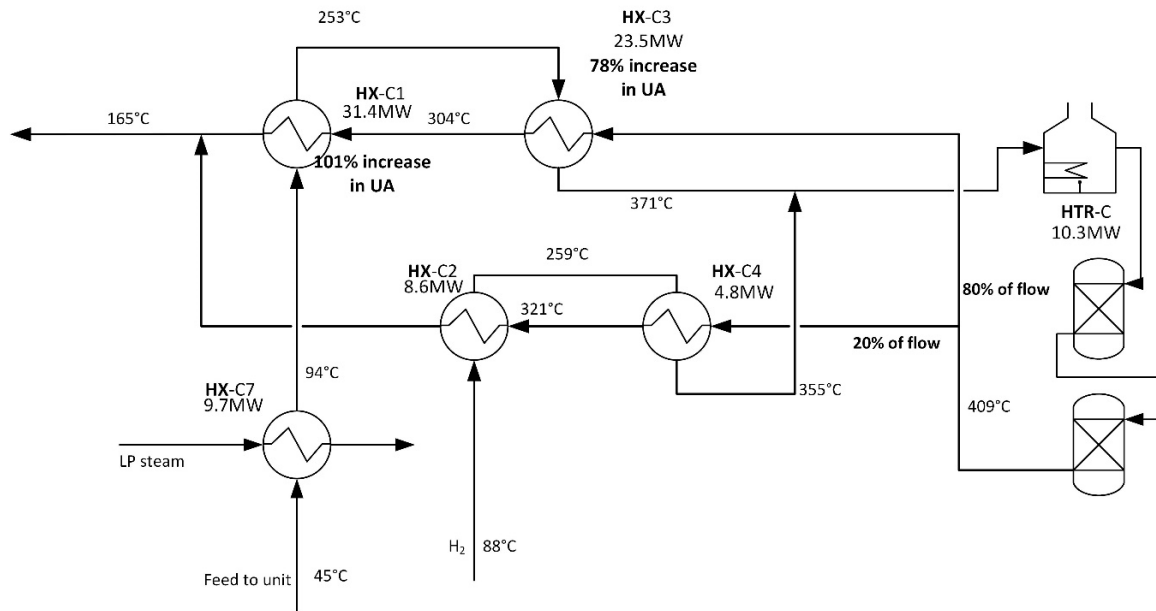 253°C
HX-C3
23.5MW
78% increase
in UA
HX-C1
31.4MW
165°C
304°C
101% increase
in UA
371°C
HTR-C
10.3MW
259°C
HX-C2
8.6MW
HX-C4
4.8MW
80% of flow
321°C
20% of flow
94°C
HX-C7
9.7MW
355°C
409°C
LP steam
H₂
88°C
Feed to unit
45°C